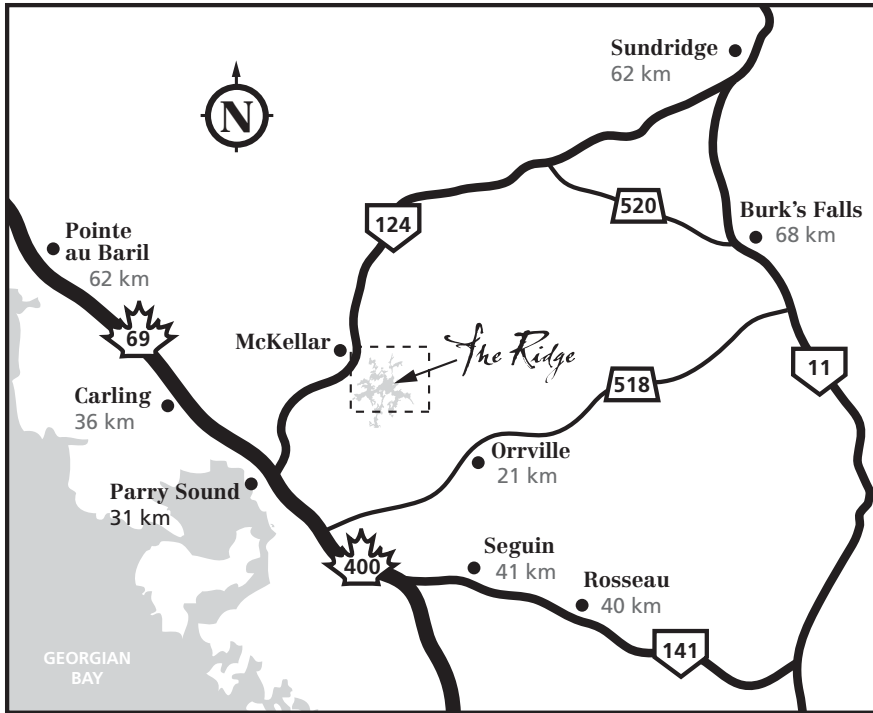 Sundridge
62 km
N
124
520
Burk's Falls
68 km
Pointe
au Baril
62 km
69
McKellar
The Ridge
11
518
Carling
36 km
Orrville
21 km
Parry Sound
31 km
Seguin
41 km
400
Rosseau
40 km
141
GEORGIAN
BAY